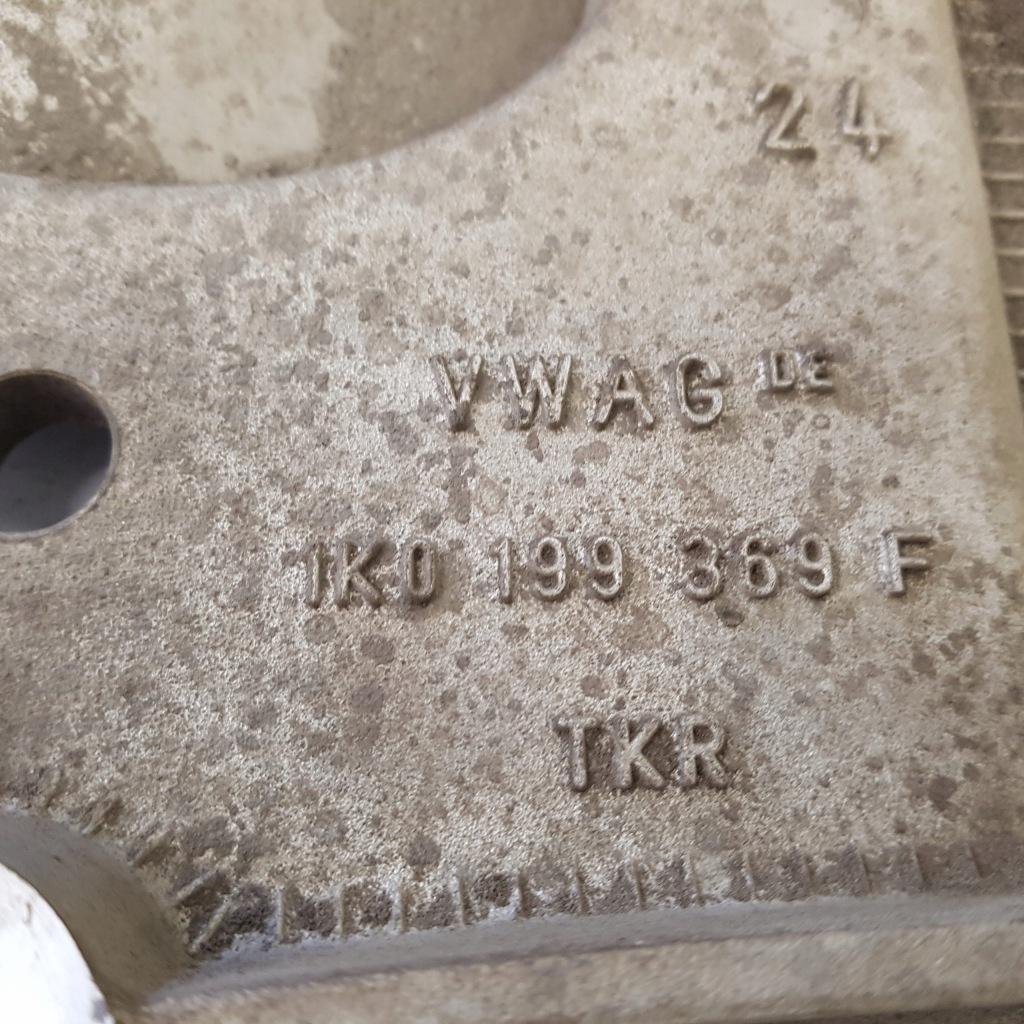 24
VWAG DE
1K0 199 369 F
TKR